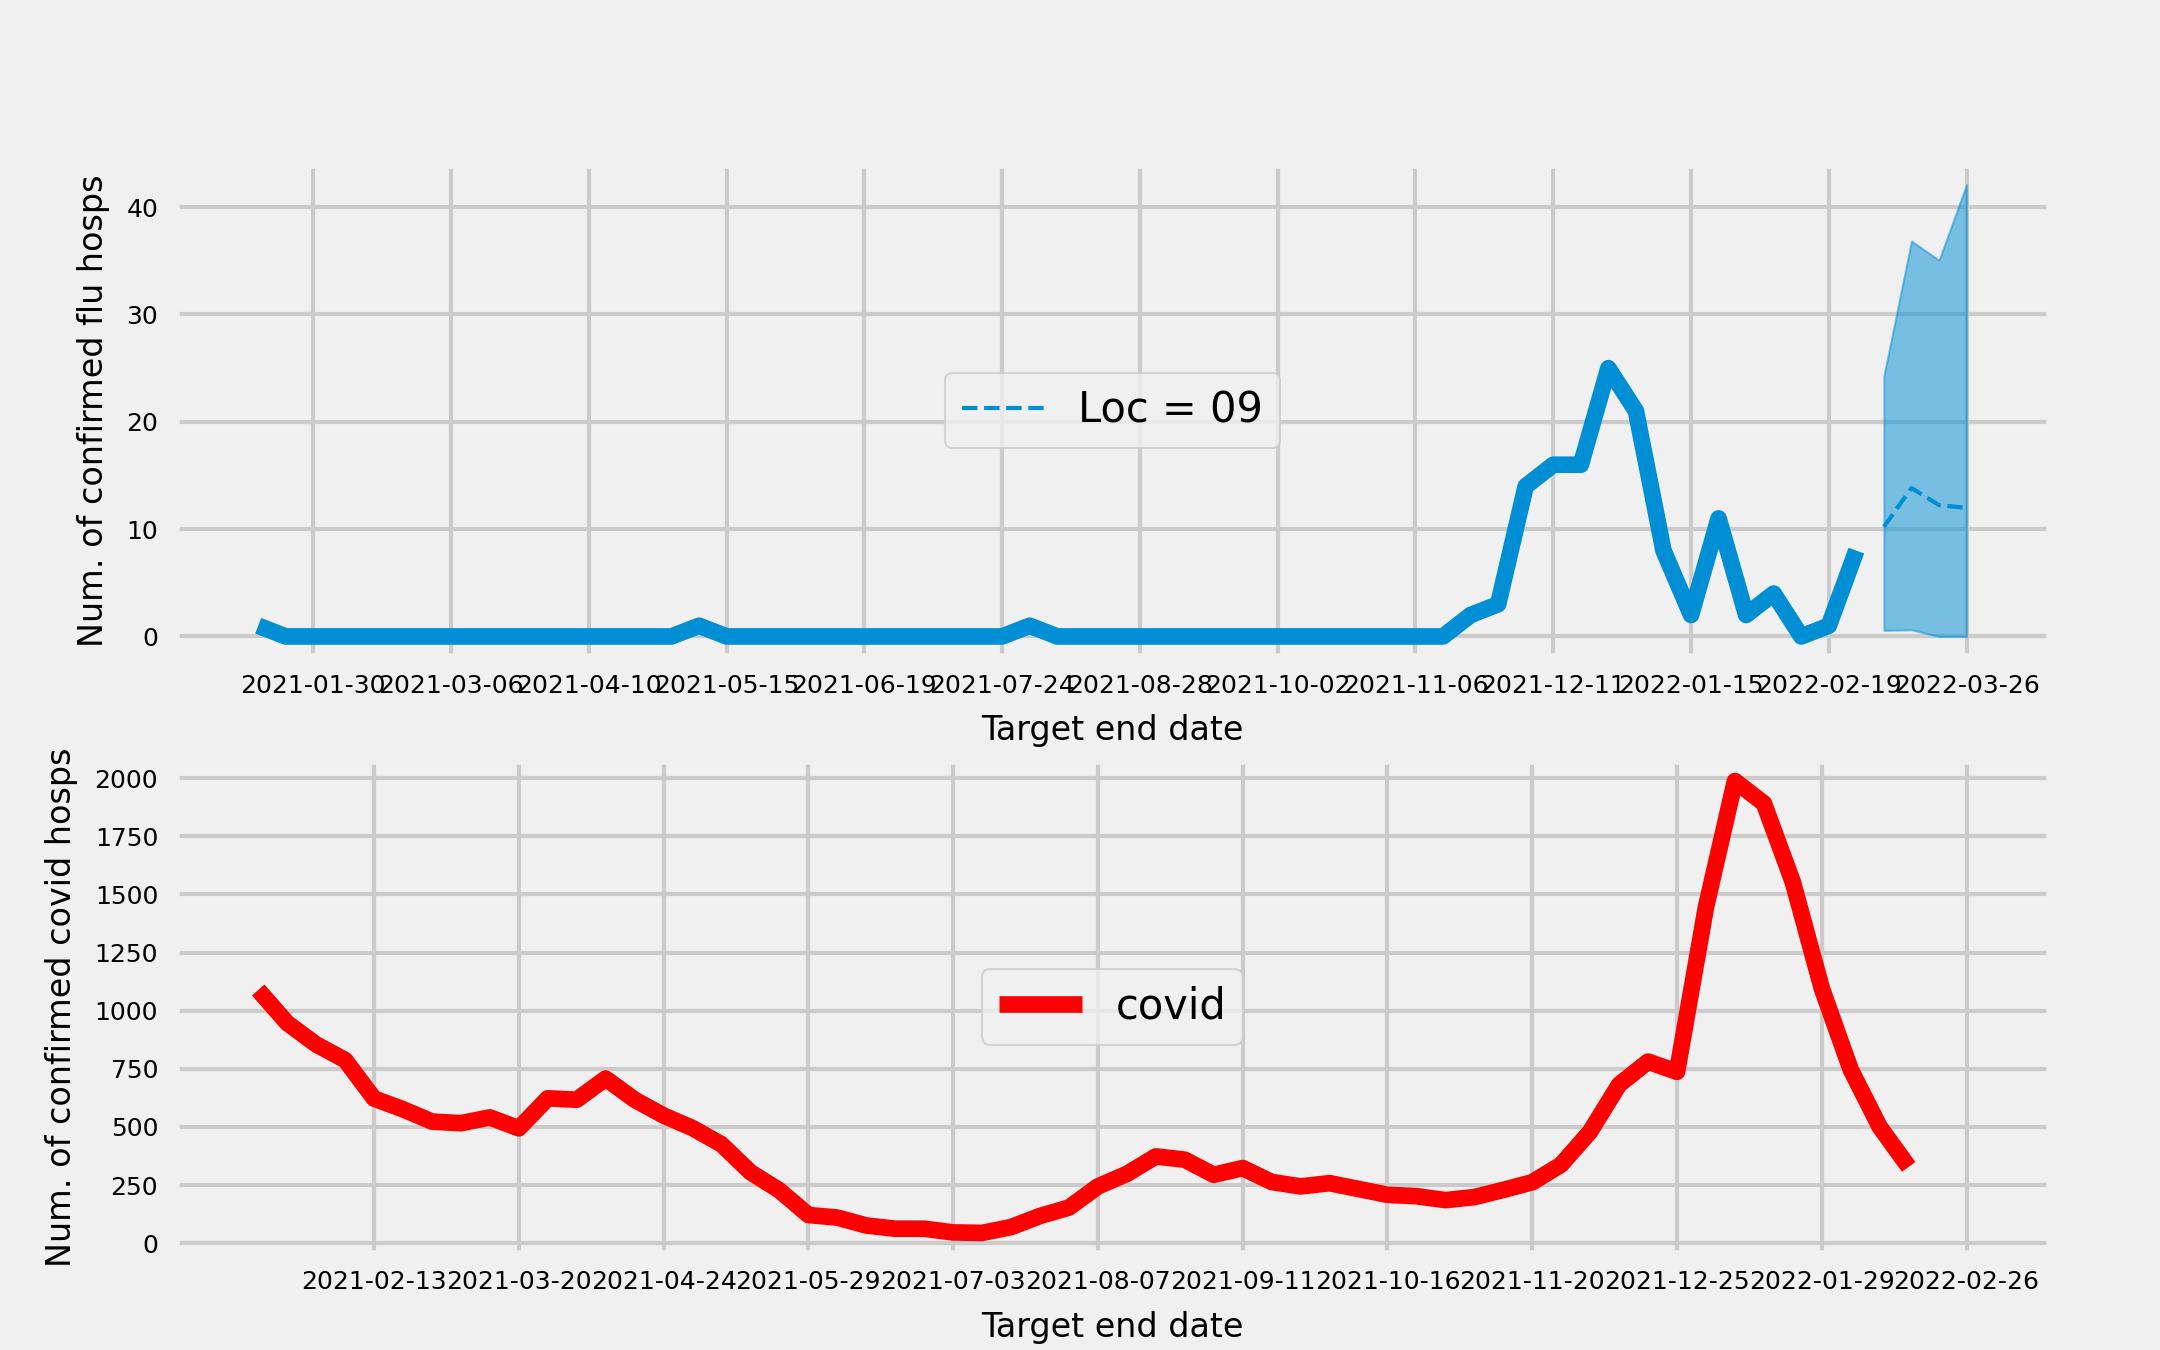 Num. of confirmed flu hosps
40
30
20
10
0
Loc = 09
2021-01-30 2021-03-06 2021-04-10 2021-05-15 2021-06-19 2021-07-24 2021-08-28 2021-10-02 2021-11-06 2021-12-11 2022-01-15 2022-02-19 2022-03-26
Target end date
Num. of confirmed covid hosps
2000
1750
1500
1250
1000
750
500
250
0
covid
2021-02-13 2021-03-20 2021-04-24 2021-05-29 2021-07-03 2021-08-07 2021-09-11 2021-10-16 2021-11-20 2021-12-25 2022-01-29 2022-02-26
Target end date